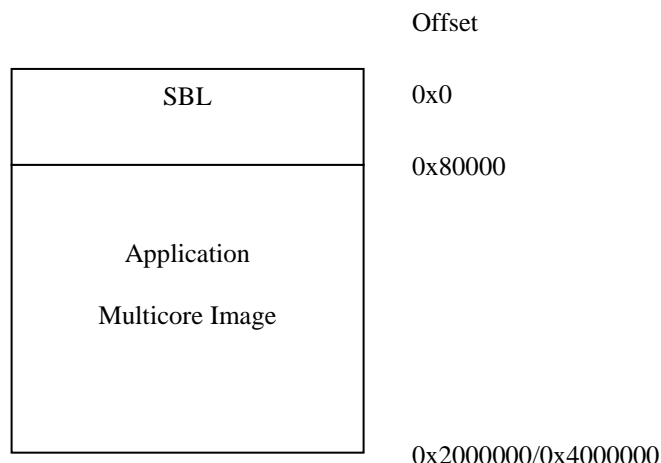 Offset
SBL 0x0
0x80000
Application
Multicore Image
0x2000000/0x4000000